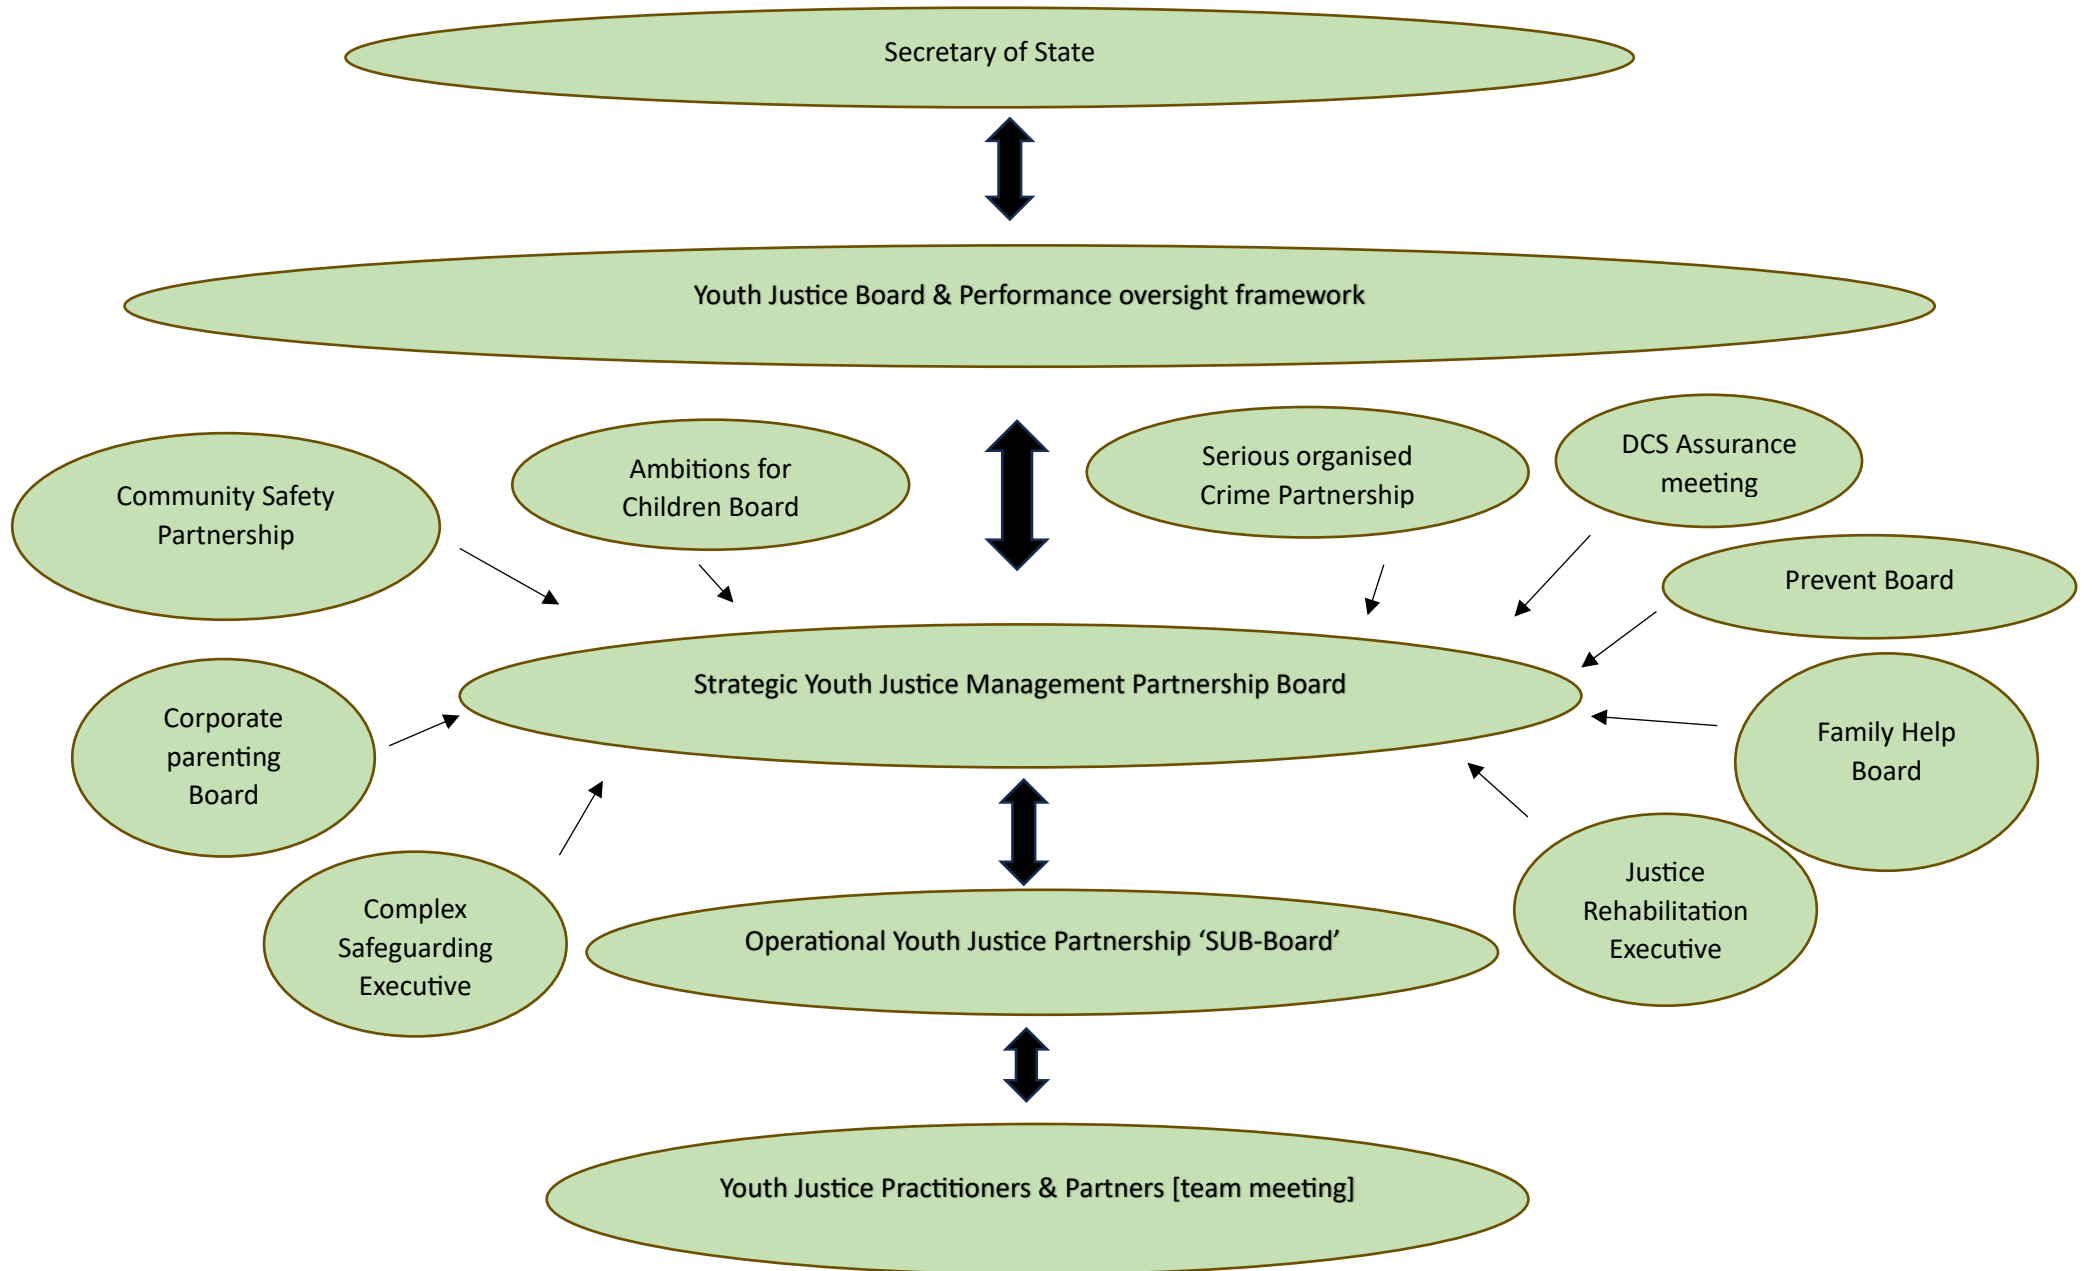 Secretary of State
Youth Justice Board & Performance oversight framework
Community Safety
Partnership
Ambitions for
Children Board
Serious organised
Crime Partnership
DCS Assurance
meeting
Prevent Board
Strategic Youth Justice Management Partnership Board
Corporate
parenting
Board
Family Help
Board
Complex
Safeguarding
Executive
Operational Youth Justice Partnership ‘SUB-Board’
Justice
Rehabilitation
Executive
Youth Justice Practitioners & Partners [team meeting]